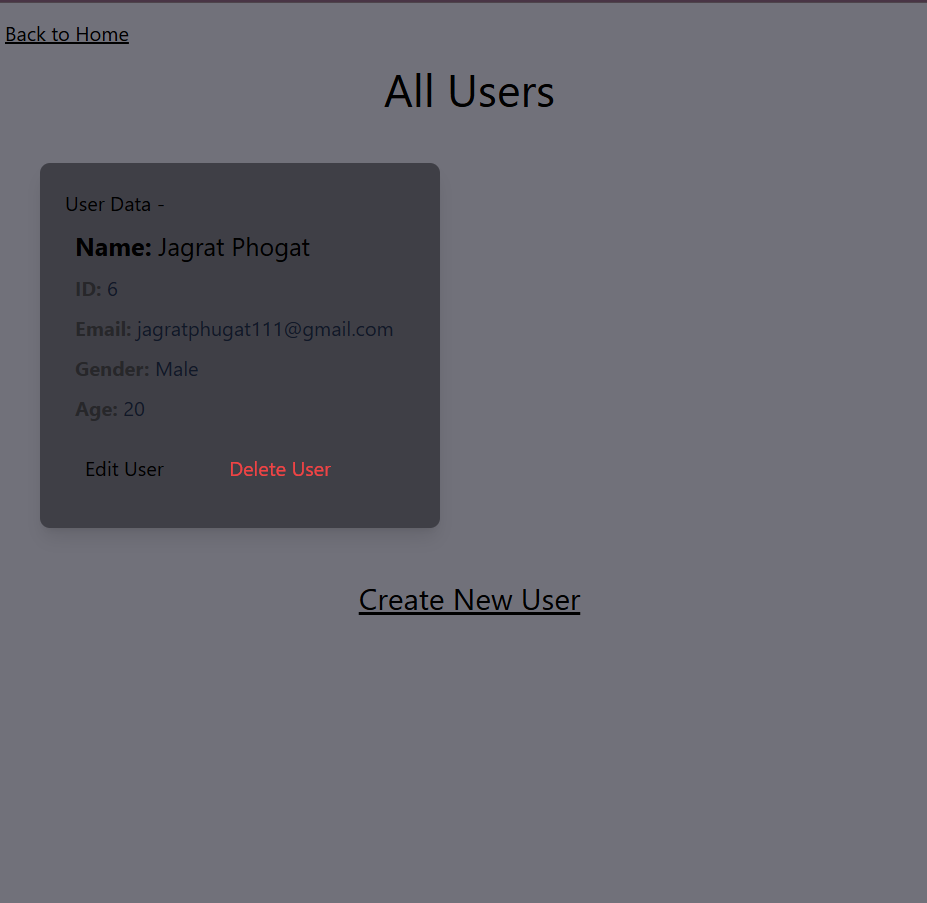 Back to Home
All Users
User Data -
Name: Jagrat Phogat
ID: 6
Email: jagratphugat111@gmail.com
Gender: Male
Age: 20
Edit User Delete User
Create New User